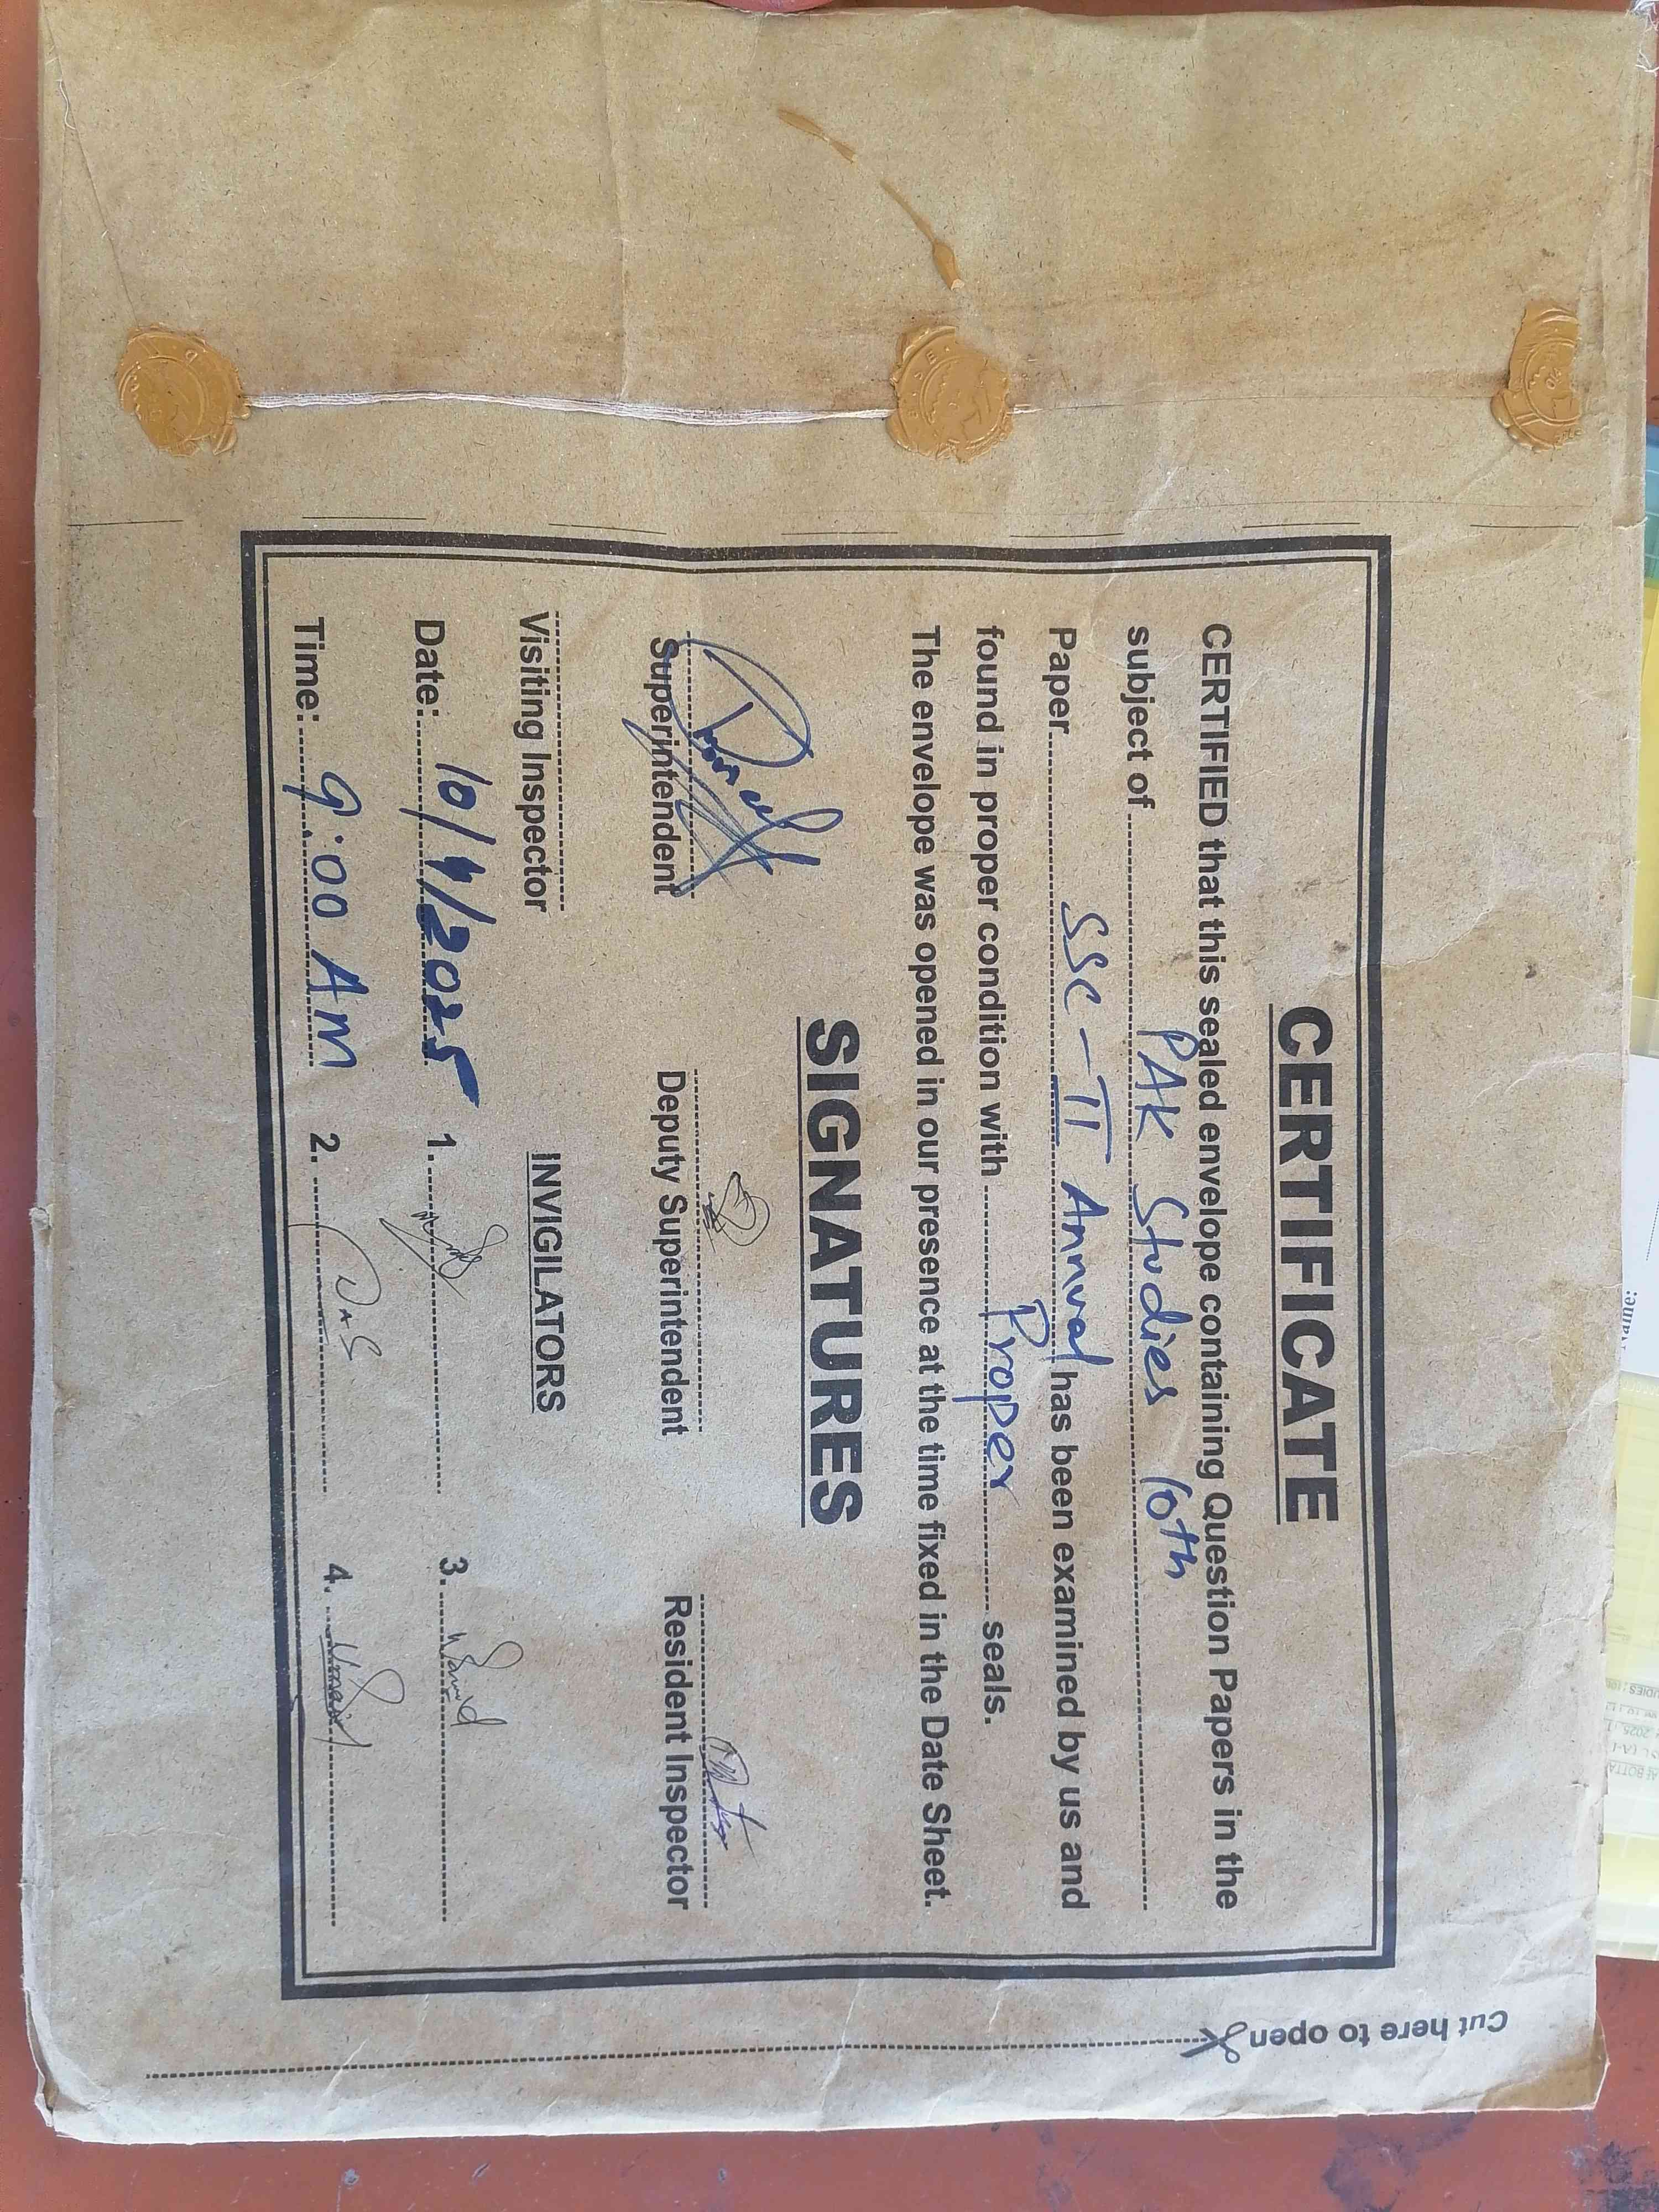 CERTIFICATE
CERTIFIED that this sealed envelope containing Question Papers in the
subject of PAK Studies 10th
Paper SSC-II Annual has been examined by us and
found in proper condition with Proper seals.
The envelope was opened in our presence at the time fixed in the Date Sheet.
SIGNATURES
Superintendent Deputy Superintendent Resident Inspector
Visiting Inspector INVIGILATORS
Date: 10/4/2025 1. 3.
Time: 9:00 AM 2. 4.
Cut here to open